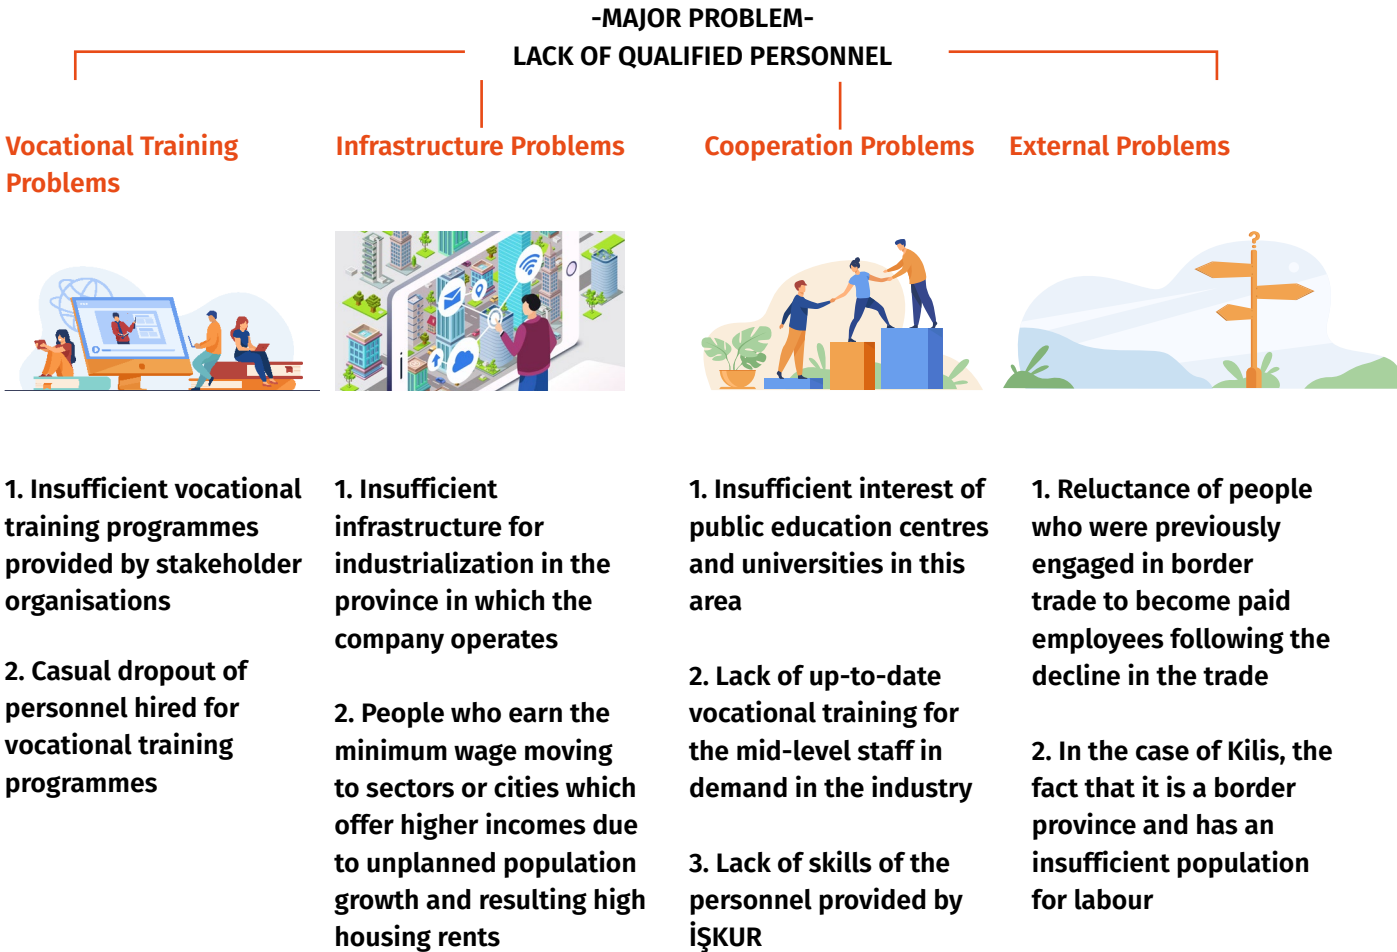 -MAJOR PROBLEM-
LACK OF QUALIFIED PERSONNEL
Vocational Training
Problems
Infrastructure Problems
Cooperation Problems
External Problems
1. Insufficient vocational
training programmes
provided by stakeholder
organisations
2. Casual dropout of
personnel hired for
vocational training
programmes
1. Insufficient
infrastructure for
industrialization in the
province in which the
company operates
2. People who earn the
minimum wage moving
to sectors or cities which
offer higher incomes due
to unplanned population
growth and resulting high
housing rents
1. Insufficient interest of
public education centres
and universities in this
area
2. Lack of up-to-date
vocational training for
the mid-level staff in
demand in the industry
3. Lack of skills of the
personnel provided by
İŞKUR
1. Reluctance of people
who were previously
engaged in border
trade to become paid
employees following the
decline in the trade
2. In the case of Kilis, the
fact that it is a border
province and has an
insufficient population
for labour